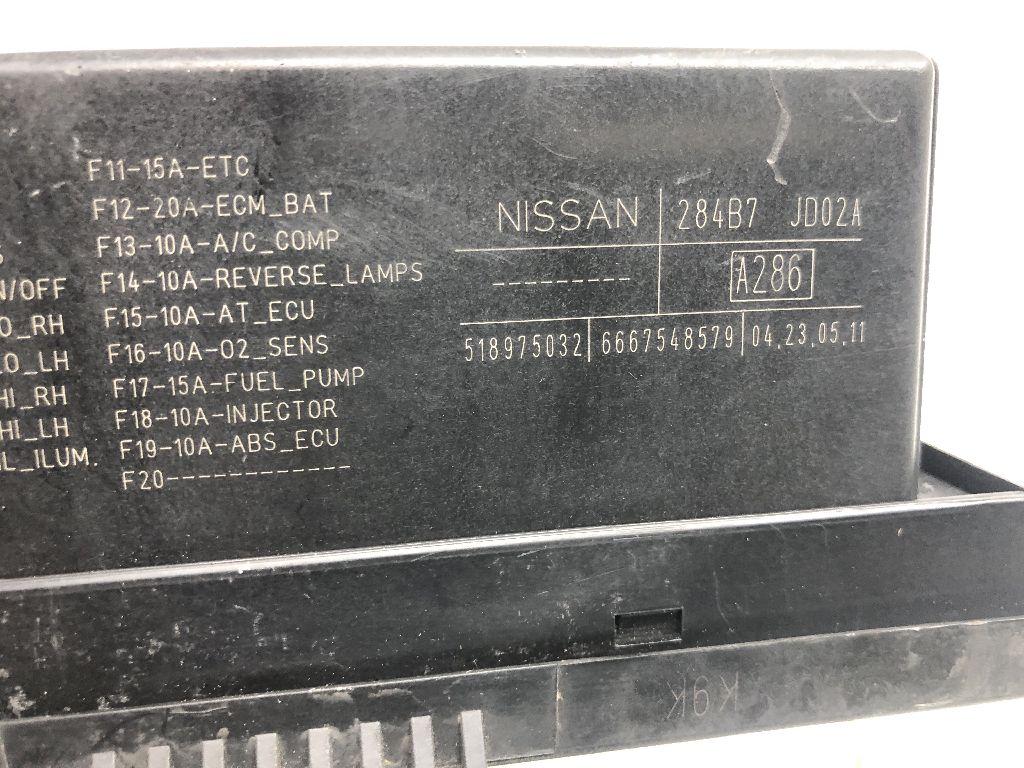 F11-15A-ETC
F12-20A-ECM_BAT
F13-10A-A/C_COMP
F14-10A-REVERSE_LAMPS
F15-10A-AT_ECU
F16-10A-O2_SENS
F17-15A-FUEL_PUMP
F18-10A-INJECTOR
F19-10A-ABS_ECU
F20------------
N/OFF
O_RH
LO_LH
HI_RH
HI_LH
L_ILUM.
NISSAN 284B7 JD02A
-------- A286
518975032 6667548579 04.23.05.11
K9K